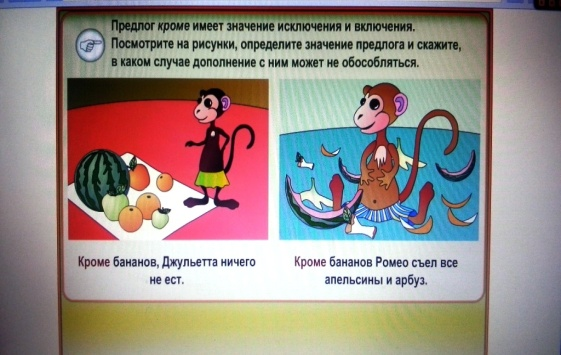 Предлог кроме имеет значение исключения и включения.
Посмотрите на рисунки, определите значение предлога и скажите,
в каком случае дополнение с ним может не обособляться.
Кроме бананов, Джульетта ничего
не ест.
Кроме бананов Ромео съел все
апельсины и арбуз.